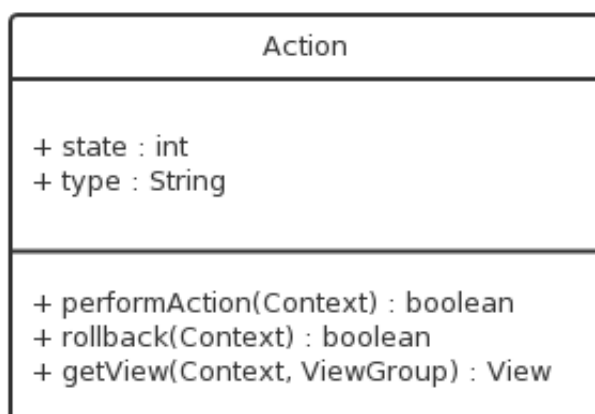 Action
+ state : int
+ type : String
+ performAction(Context) : boolean
+ rollback(Context) : boolean
+ getView(Context, ViewGroup) : View